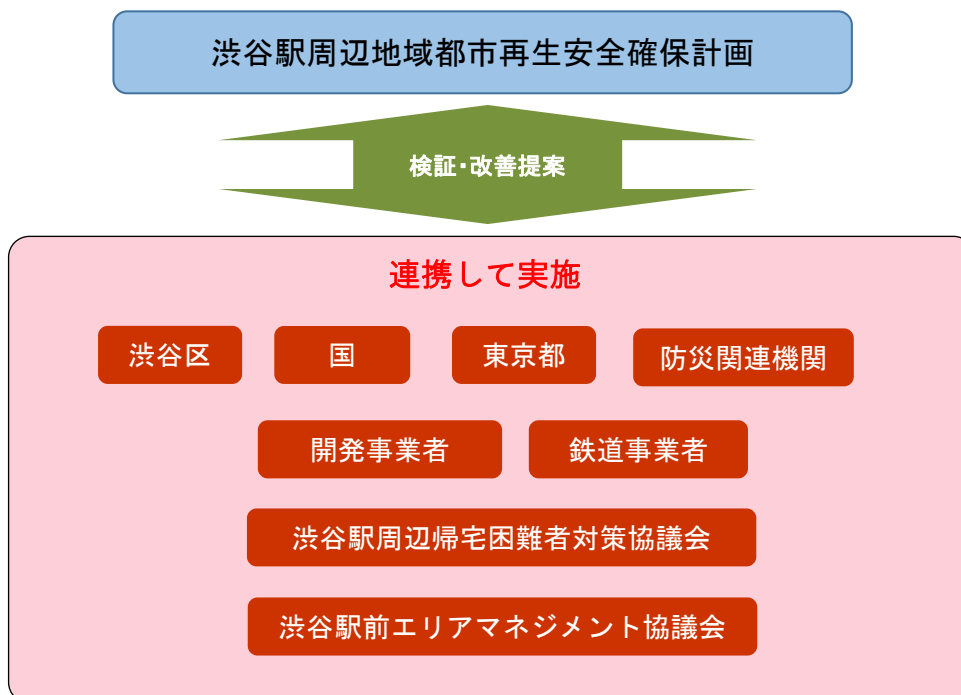 渋谷駅周辺地域都市再生安全確保計画
検証・改善提案
連携して実施
渋谷区
国
東京都
防災関連機関
開発事業者
鉄道事業者
渋谷駅周辺帰宅困難者対策協議会
渋谷駅前エリアマネジメント協議会